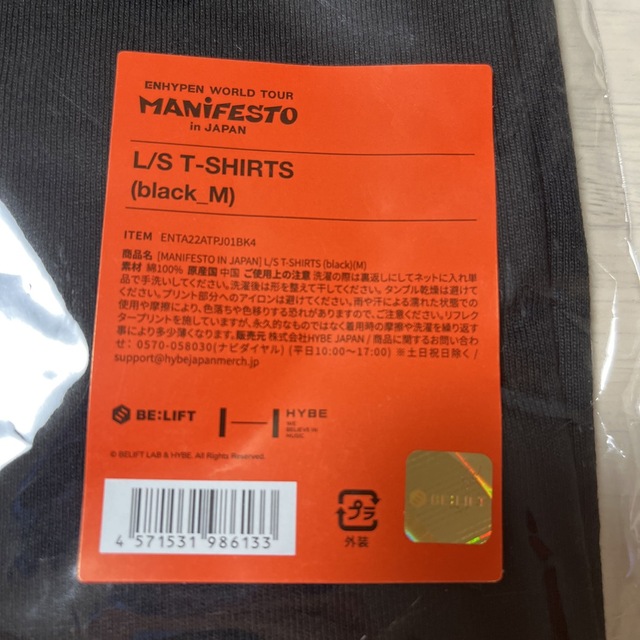 ENHYPEN WORLD TOUR
MANiFESTO
in JAPAN
L/S T-SHIRTS
(black_M)
ITEM ENTA22ATPJ01BK4
商品名 [MANIFESTO IN JAPAN] L/S T-SHIRTS (black)(M)
素材 綿100% 原産国 中国 ご使用上の注意 洗濯の際は裏返しにしてネットに入れ単
品で手洗いしてください。洗濯後は形を整えて干してください。タンブル乾燥は避けて
ください。プリント部分へのアイロンは避けてください。雨や汗による濡れた状態での
使用や摩擦により、色落ちや色移りする恐れがありますので、ご注意ください。リフレク
タープリントを施していますが、永久的なものではなく着用時の摩擦や洗濯を繰り返す
事により多少薄くなります。販売元 株式会社HYBE JAPAN / 商品に関するお問い合わ
せ: 0570-058030(ナビダイヤル) (平日10:00〜17:00) ※土日祝日除く /
support@hybejapanmerch.jp
BE:LIFT HYBE
WE
BELIEVE IN
MUSIC
© BELIFT LAB & HYBE. All Rights Reserved.
BE:LIFT
プラ
外装
4 571531 986133